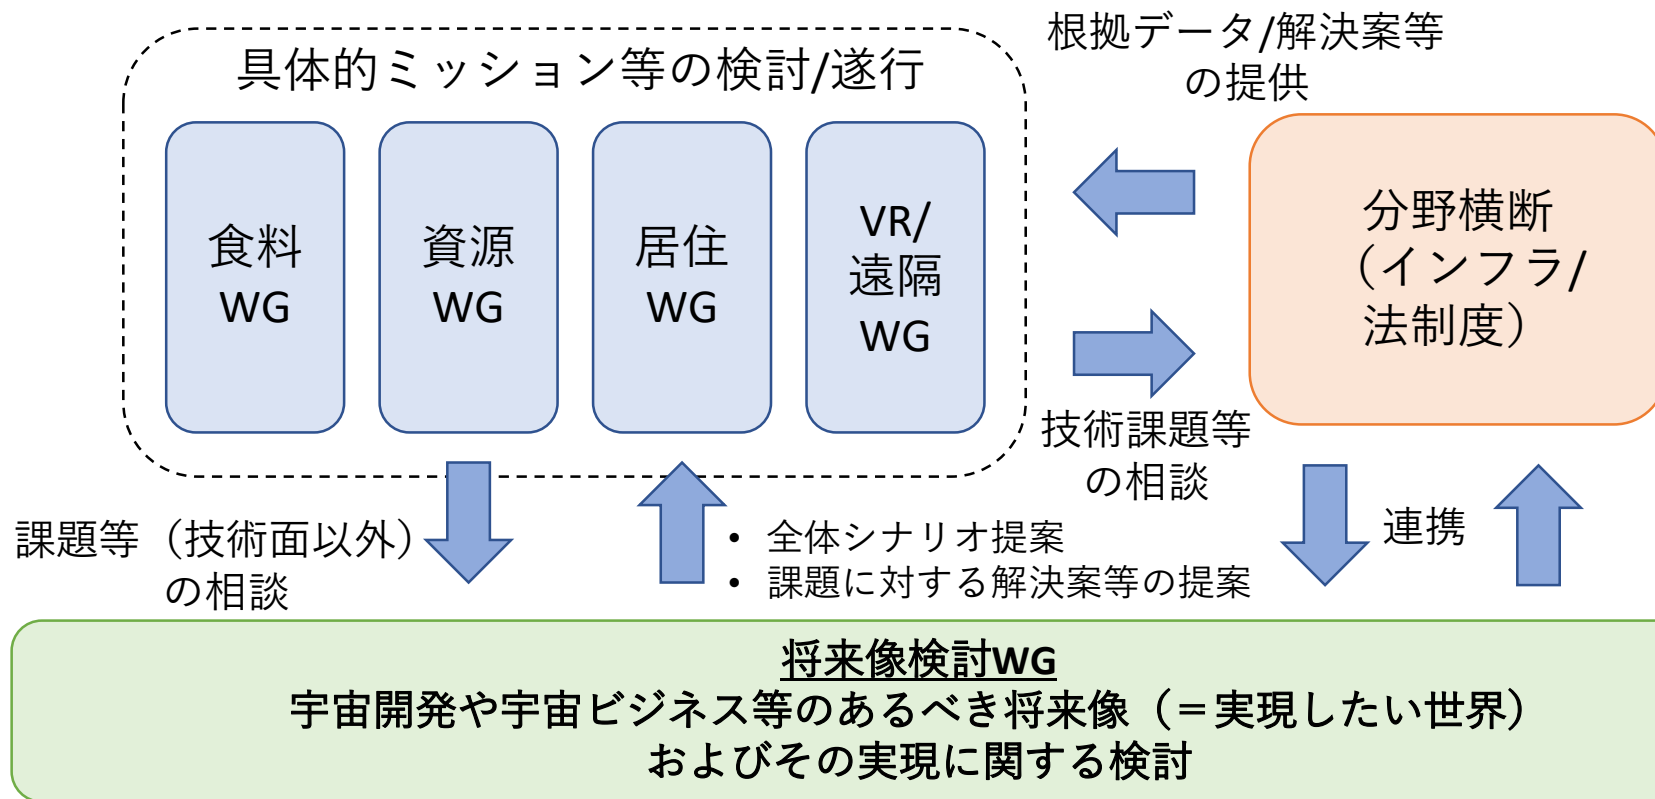 具体的ミッション等の検討/遂行
食料
WG
資源
WG
居住
WG
VR/
遠隔
WG
根拠データ/解決案等
の提供
分野横断
（インフラ/
法制度）
技術課題等
の相談
課題等（技術面以外）
の相談
• 全体シナリオ提案
• 課題に対する解決案等の提案
連携
将来像検討WG
宇宙開発や宇宙ビジネス等のあるべき将来像（＝実現したい世界）
およびその実現に関する検討